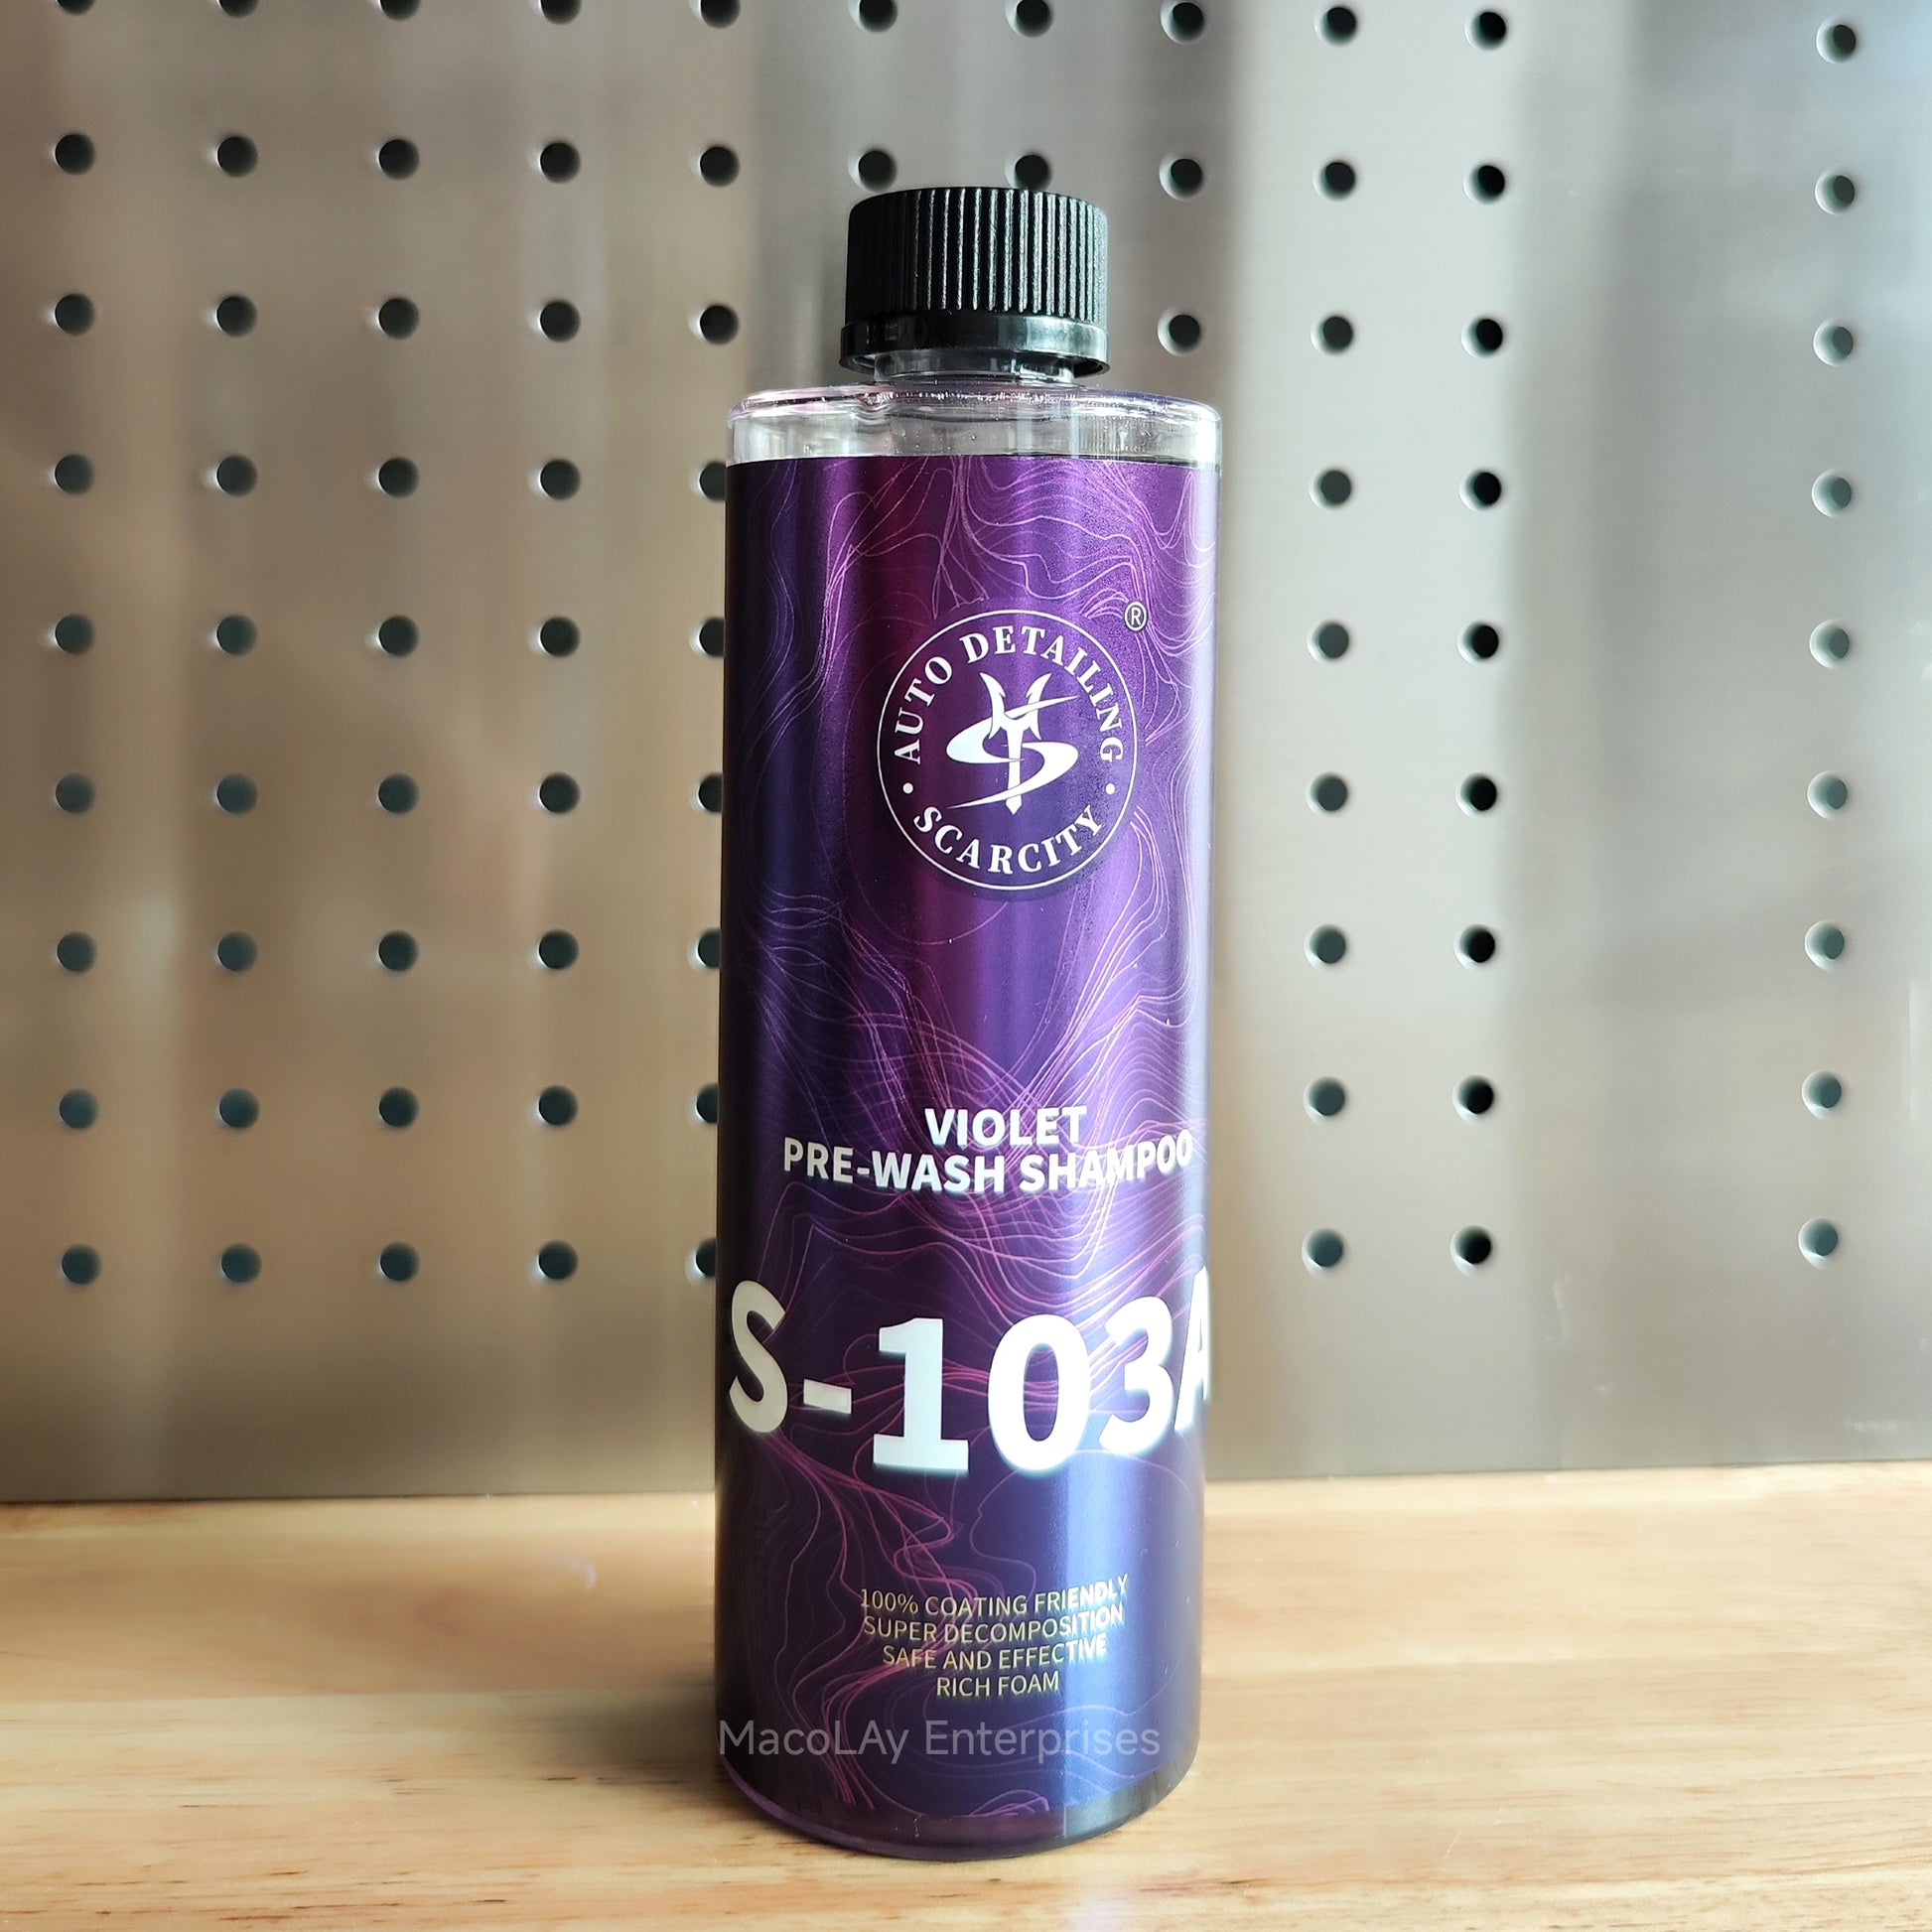 AUTO DETAILING
®
SCARCITY
VIOLET
PRE-WASH SHAMPOO
S-103A
100% COATING FRIENDLY
SUPER DECOMPOSITION
SAFE AND EFFECTIVE
RICH FOAM
MacoLAy Enterprises